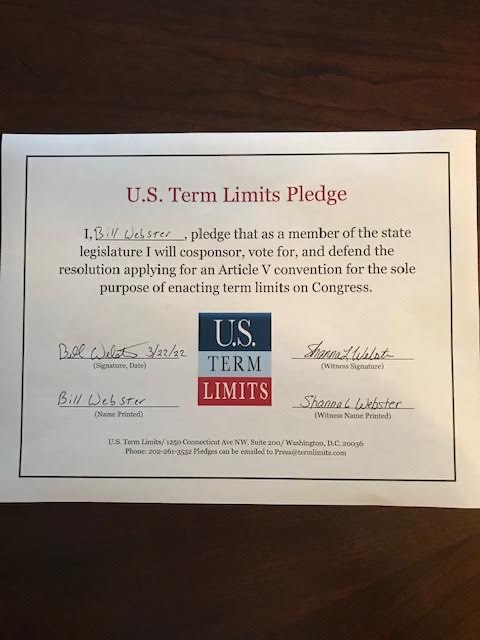 U.S. Term Limits Pledge
I, Bill Webster, pledge that as a member of the state
legislature I will cosponsor, vote for, and defend the
resolution applying for an Article V convention for the sole
purpose of enacting term limits on Congress.
U.S.
TERM
LIMITS
Bill Webster 3/22/22
(Signature, Date)
Shanna L Webster
(Witness Signature)
Bill Webster
(Name Printed)
Shanna L Webster
(Witness Name Printed)
U.S. Term Limits/ 1250 Connecticut Ave NW, Suite 200/ Washington, D.C. 20036
Phone: 202-261-3532 Pledges can be emailed to Press@termlimits.com